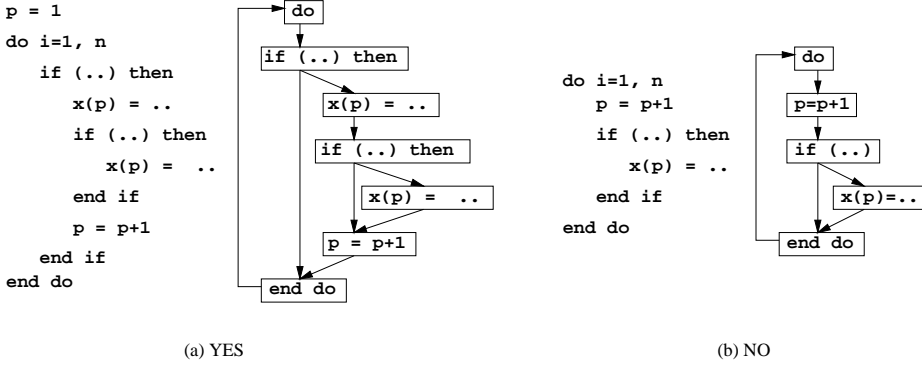 p = 1
do i=1, n
if (..) then
x(p) = ..
if (..) then
x(p) = ..
end if
p = p+1
end if
end do
do
if (..) then
x(p) = ..
if (..) then
x(p) = ..
p = p+1
end do
(a) YES
do i=1, n
p = p+1
if (..) then
x(p) = ..
end if
end do
do
p=p+1
if (..)
x(p)=..
end do
(b) NO